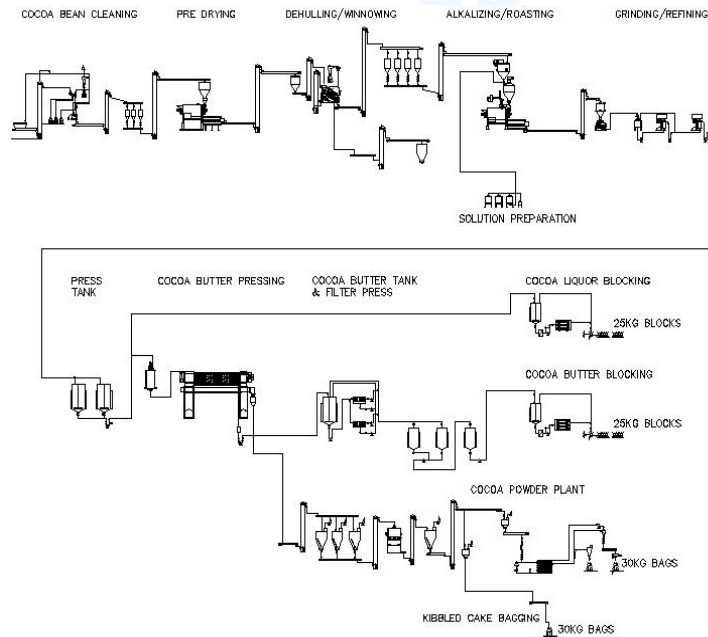 COCOA BEAN CLEANING
PRE DRYING
DEHULLING/WINNOWING
ALKALIZING/ROASTING
GRINDING/REFINING
SOLUTION PREPARATION
PRESS
TANK
COCOA BUTTER PRESSING
COCOA BUTTER TANK
& FILTER PRESS
COCOA LIQUOR BLOCKING
25KG BLOCKS
COCOA BUTTER BLOCKING
25KG BLOCKS
COCOA POWDER PLANT
30KG BAGS
KIBBLED CAKE BAGGING
30KG BAGS